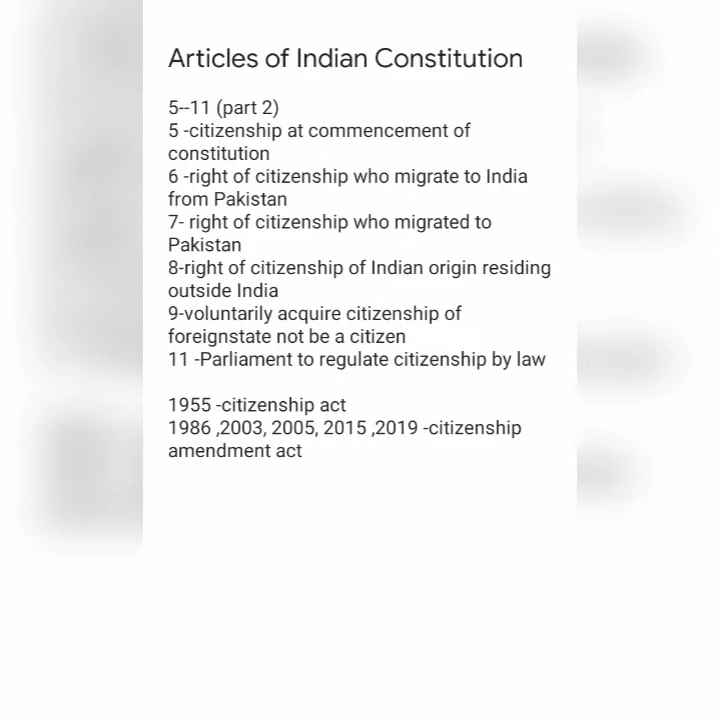 Articles of Indian Constitution
5--11 (part 2)
5 -citizenship at commencement of
constitution
6 -right of citizenship who migrate to India
from Pakistan
7- right of citizenship who migrated to
Pakistan
8-right of citizenship of Indian origin residing
outside India
9-voluntarily acquire citizenship of
foreignstate not be a citizen
11 -Parliament to regulate citizenship by law
1955 -citizenship act
1986 ,2003, 2005, 2015 ,2019 -citizenship
amendment act